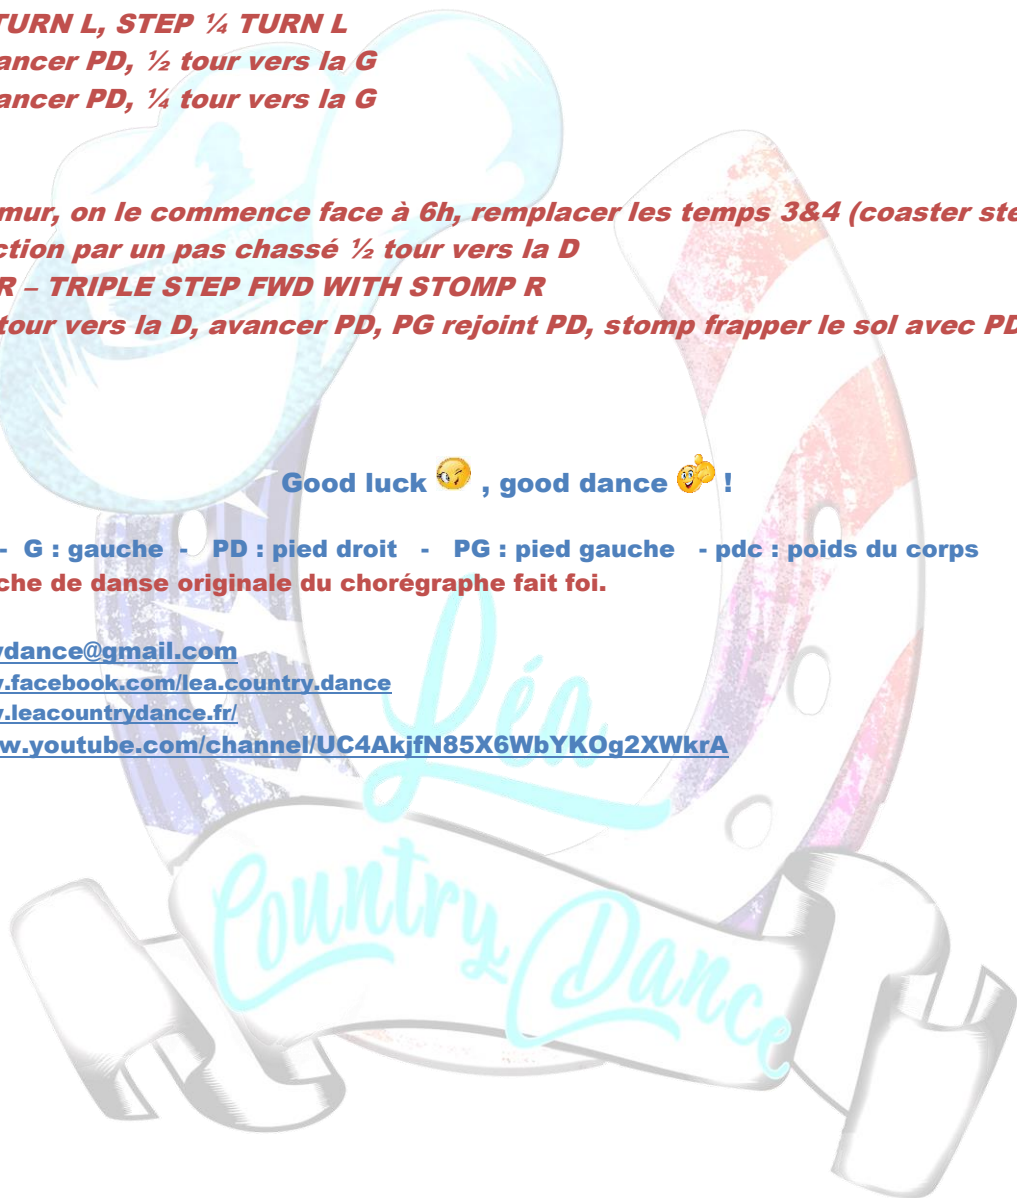 TURN L, STEP ¼ TURN L
ancer PD, ½ tour vers la G
ancer PD, ¼ tour vers la G
mur, on le commence face à 6h, remplacer les temps 3&4 (coaster ste
ction par un pas chassé ½ tour vers la D
R – TRIPLE STEP FWD WITH STOMP R
tour vers la D, avancer PD, PG rejoint PD, stomp frapper le sol avec PD
Good luck , good dance !
- G : gauche - PD : pied droit - PG : pied gauche - pdc : poids du corps
che de danse originale du chorégraphe fait foi.
ydance@gmail.com
.facebook.com/lea.country.dance
.leacountrydance.fr/
w.youtube.com/channel/UC4AkjfN85X6WbYKOg2XWkrA
Léa
Country Dance